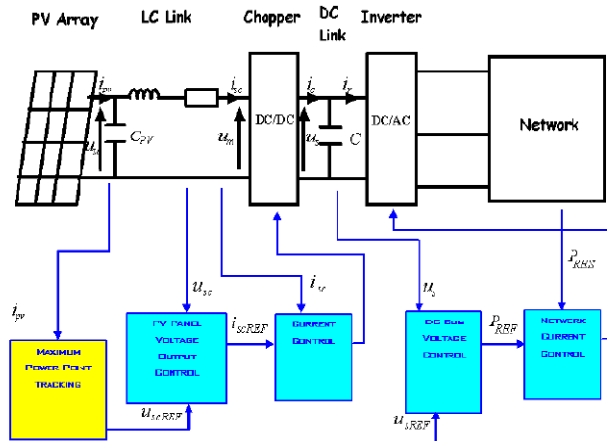 PV Array
LC Link
Chopper
DC
Link
Inverter
i_pv
i_sc
i_s
i_r
u_sc
C_PV
u_m
DC/DC
u_s
C
DC/AC
Network
i_pv
u_sc
i_sc
u_s
P_RES
MAXIMUM
POWER POINT
TRACKING
PV PANEL
VOLTAGE
OUTPUT
CONTROL
i_scREF
CURRENT
CONTROL
DC BUS
VOLTAGE
CONTROL
P_REF
NETWORK
CURRENT
CONTROL
u_scREF
u_sREF